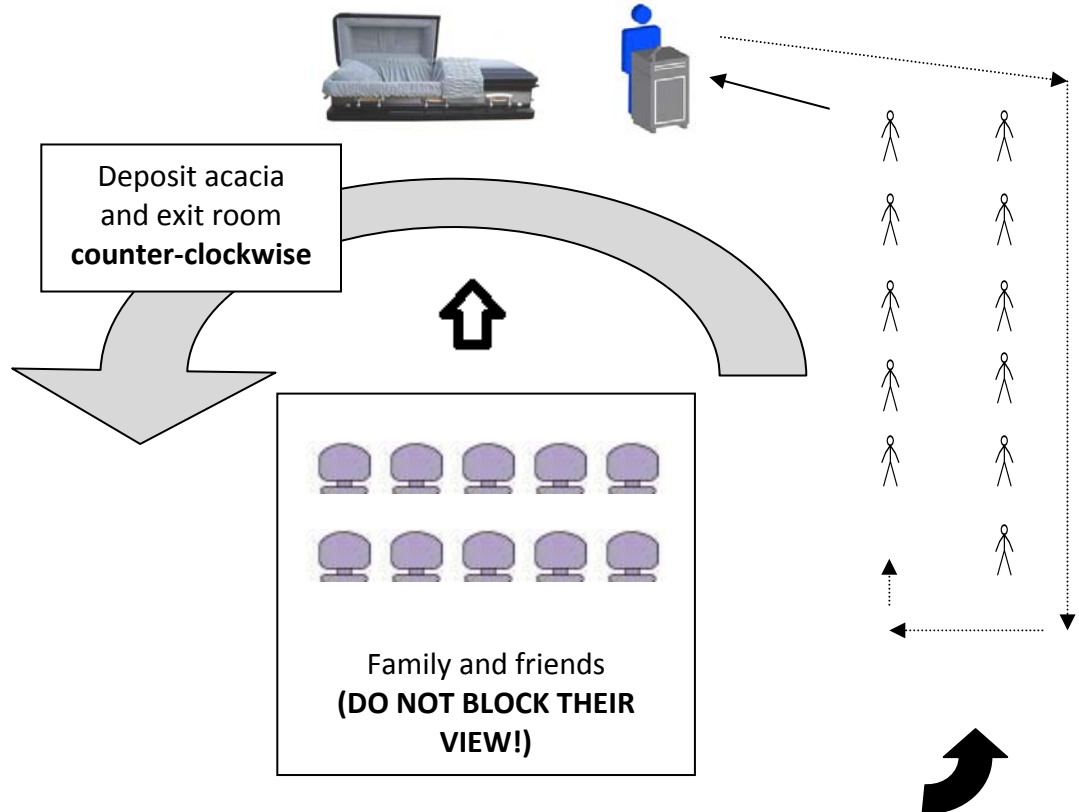 Deposit acacia
and exit room
counter-clockwise
Family and friends
(DO NOT BLOCK THEIR
VIEW!)